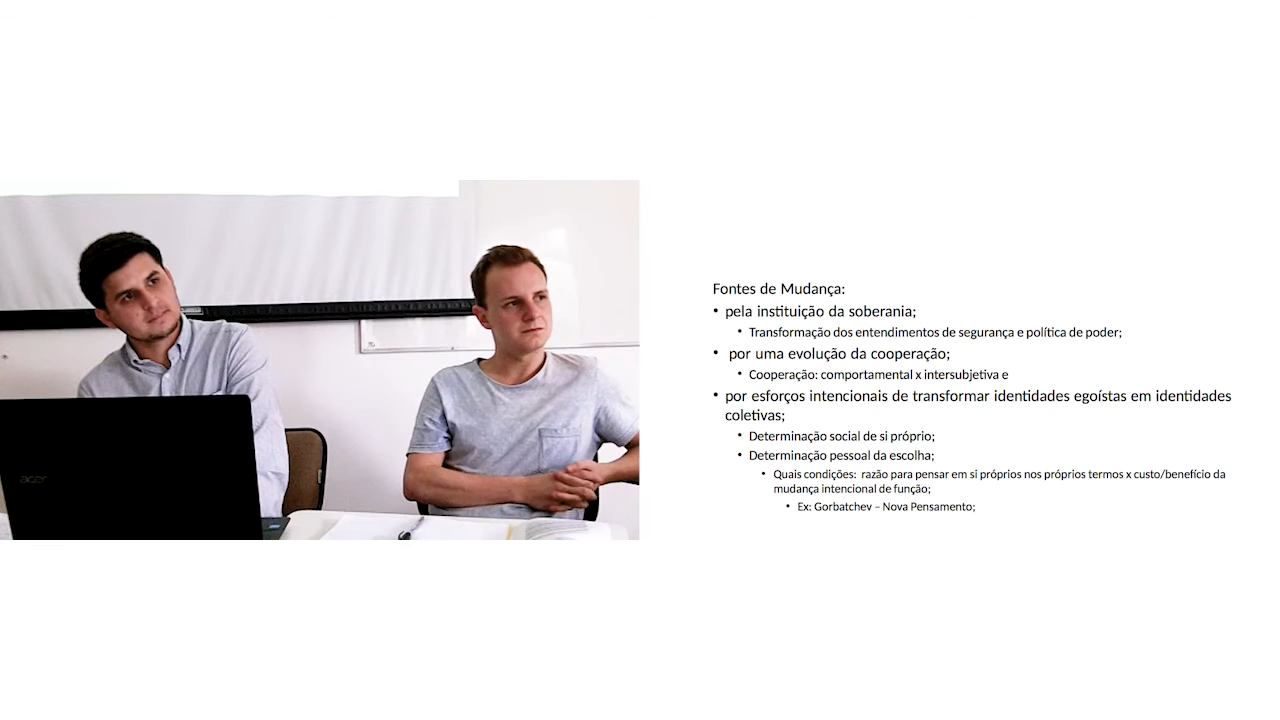 acer
Fontes de Mudança:
• pela instituição da soberania;
• Transformação dos entendimentos de segurança e política de poder;
• por uma evolução da cooperação;
• Cooperação: comportamental x intersubjetiva e
• por esforços intencionais de transformar identidades egoístas em identidades
coletivas;
• Determinação social de si próprio;
• Determinação pessoal da escolha;
• Quais condições: razão para pensar em si próprios nos próprios termos x custo/benefício da
mudança intencional de função;
• Ex: Gorbatchev – Nova Pensamento;